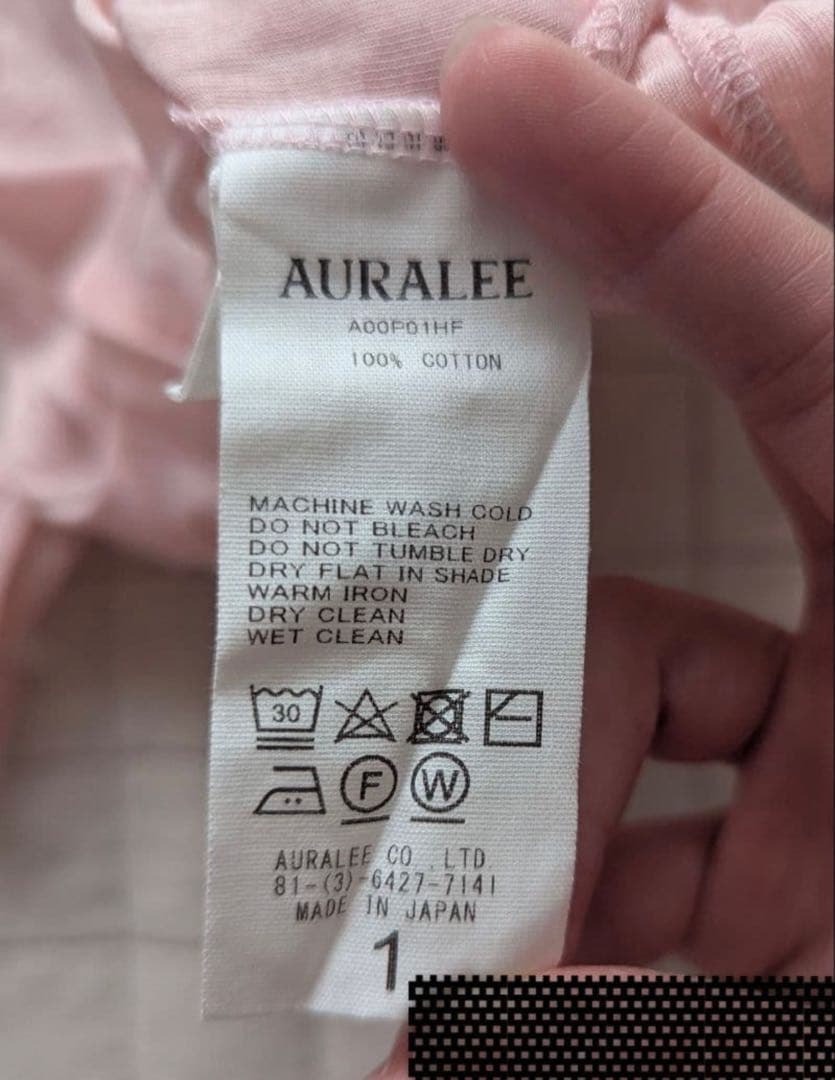 AURALEE
A00P01HF
100% COTTON
MACHINE WASH COLD
DO NOT BLEACH
DO NOT TUMBLE DRY
DRY FLAT IN SHADE
WARM IRON
DRY CLEAN
WET CLEAN
30
F W
AURALEE CO .LTD.
81-(3)-6427-7141
MADE IN JAPAN
1